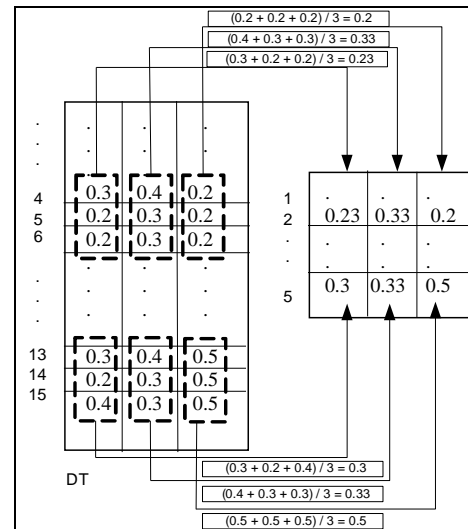 (0.2 + 0.2 + 0.2) / 3 = 0.2
(0.4 + 0.3 + 0.3) / 3 = 0.33
(0.3 + 0.2 + 0.2) / 3 = 0.23
. . . .
. . . .
. . . .
4 0.3 0.4 0.2
5 0.2 0.3 0.2
6 0.2 0.3 0.2
. . . .
. . . .
. . . .
13 0.3 0.4 0.5
14 0.2 0.3 0.5
15 0.4 0.3 0.5
DT
1 . . .
2 0.23 0.33 0.2
. . . .
. . . .
5 0.3 0.33 0.5
(0.3 + 0.2 + 0.4) / 3 = 0.3
(0.4 + 0.3 + 0.3) / 3 = 0.33
(0.5 + 0.5 + 0.5) / 3 = 0.5